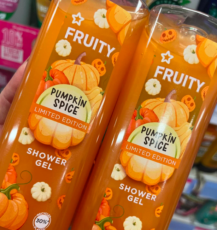 FRUITY
PUMPKIN
SPICE
LIMITED EDITION
SHOWER
GEL
FRUITY
PUMPKIN
SPICE
LIMITED EDITION
SHOWER
GEL